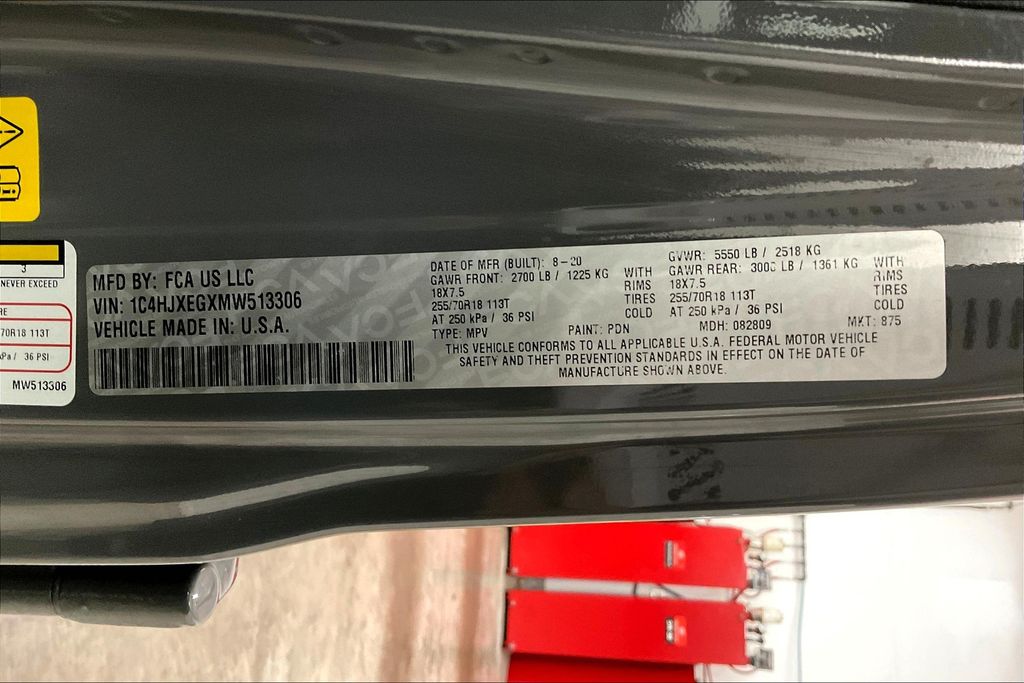 MFD BY: FCA US LLC
VIN: 1C4HJXEGXMW513306
VEHICLE MADE IN: U.S.A.
DATE OF MFR (BUILT): 8-20
GAWR FRONT: 2700 LB / 1225 KG WITH
18X7.5 RIMS
255/70R18 113T TIRES
AT 250 kPa / 36 PSI COLD
GVWR: 5550 LB / 2518 KG
GAWR REAR: 3000 LB / 1361 KG WITH
18X7.5 RIMS
255/70R18 113T TIRES
AT 250 kPa / 36 PSI COLD
TYPE: MPV PAINT: PDN MDH: 082809 MKT: 875
THIS VEHICLE CONFORMS TO ALL APPLICABLE U.S.A. FEDERAL MOTOR VEHICLE
SAFETY AND THEFT PREVENTION STANDARDS IN EFFECT ON THE DATE OF
MANUFACTURE SHOWN ABOVE.
3
NEVER EXCEED
RE
70R18 113T
kPa / 36 PSI
MW513306